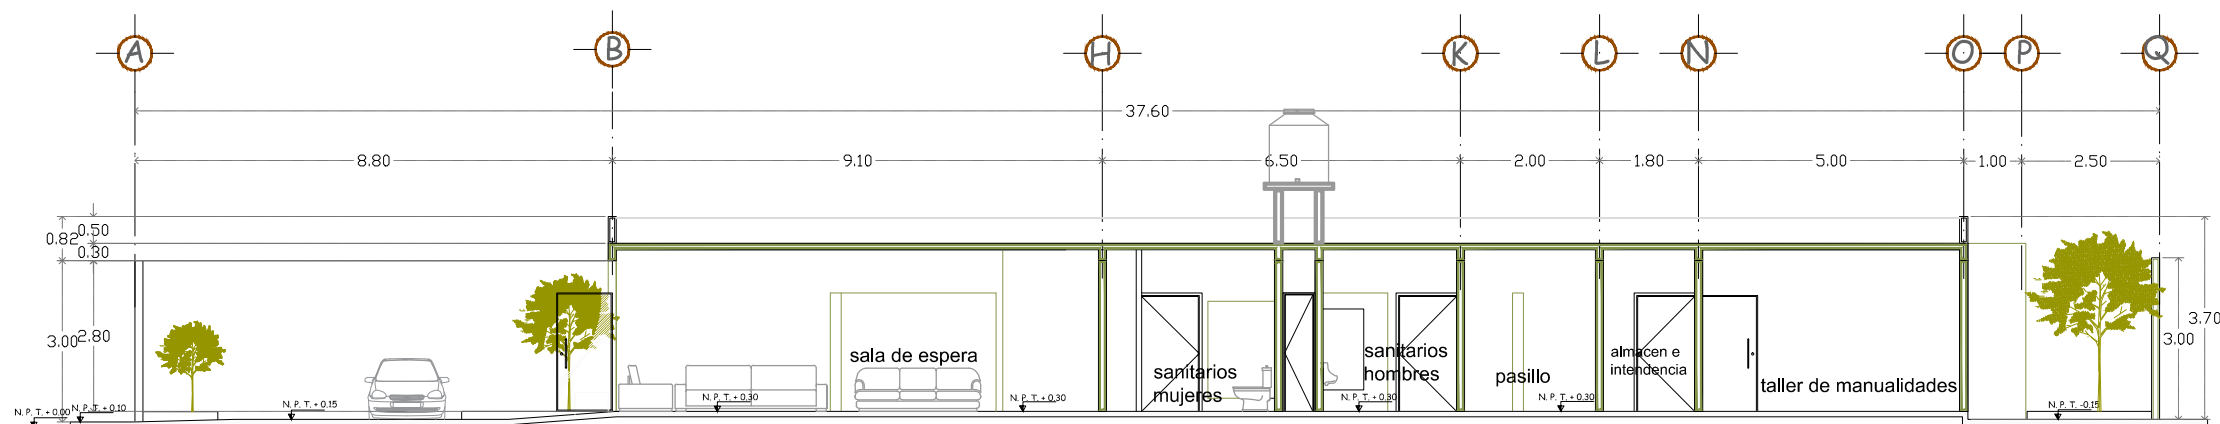 A B H K L N O P Q
37.60
8.80 9.10 6.50 2.00 1.80 5.00 1.00 2.50
0.82 0.50
0.30
3.00 2.80
3.70
3.00
sala de espera
sanitarios
mujeres
sanitarios
hombres
pasillo
almacen e
intendencia
taller de manualidades
N. P. T. + 0.00
N. P. T. + 0.10
N. P. T. + 0.15
N. P. T. + 0.30
N. P. T. + 0.30
N. P. T. + 0.30
N. P. T. + 0.30
N. P. T. -0.15